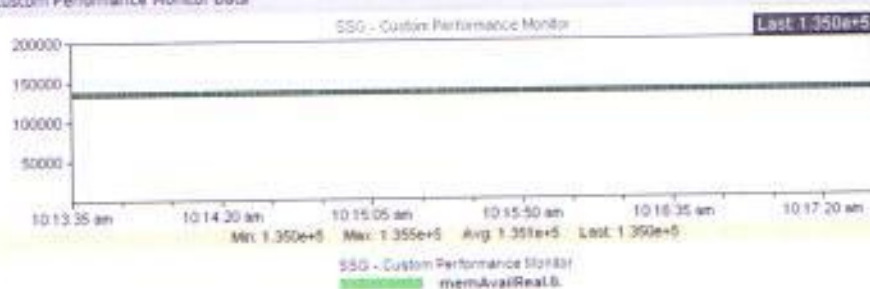 Custom Performance Monitor Data
SSG - Custom Performance Monitor
Last: 1.350e+5
200000
150000
100000
50000
10:13:35 am 10:14:20 am 10:15:05 am 10:15:50 am 10:16:35 am 10:17:20 am
Min: 1.350e+5 Max: 1.355e+5 Avg: 1.351e+5 Last: 1.350e+5
SSG - Custom Performance Monitor
memAvailReal.0.